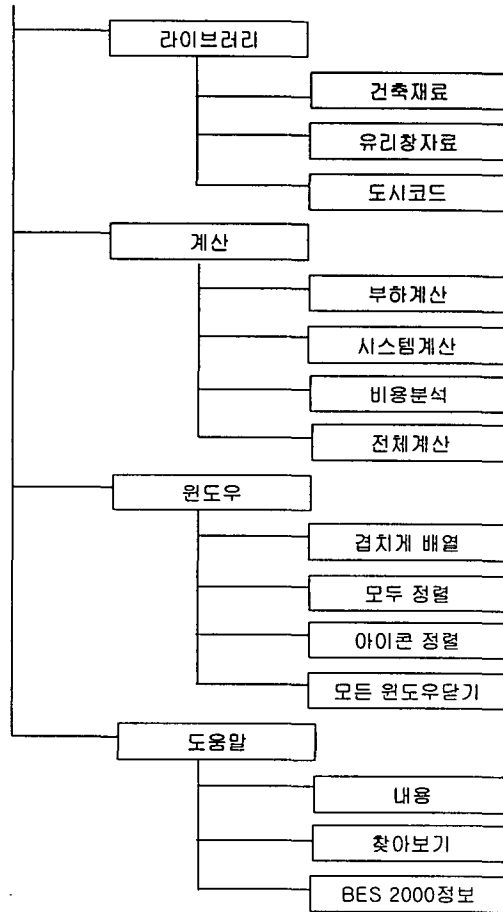 라이브러리
건축재료
유리창자료
도시코드
계산
부하계산
시스템계산
비용분석
전체계산
윈도우
겹치게 배열
모두 정렬
아이콘 정렬
모든 윈도우닫기
도움말
내용
찾아보기
BES 2000정보